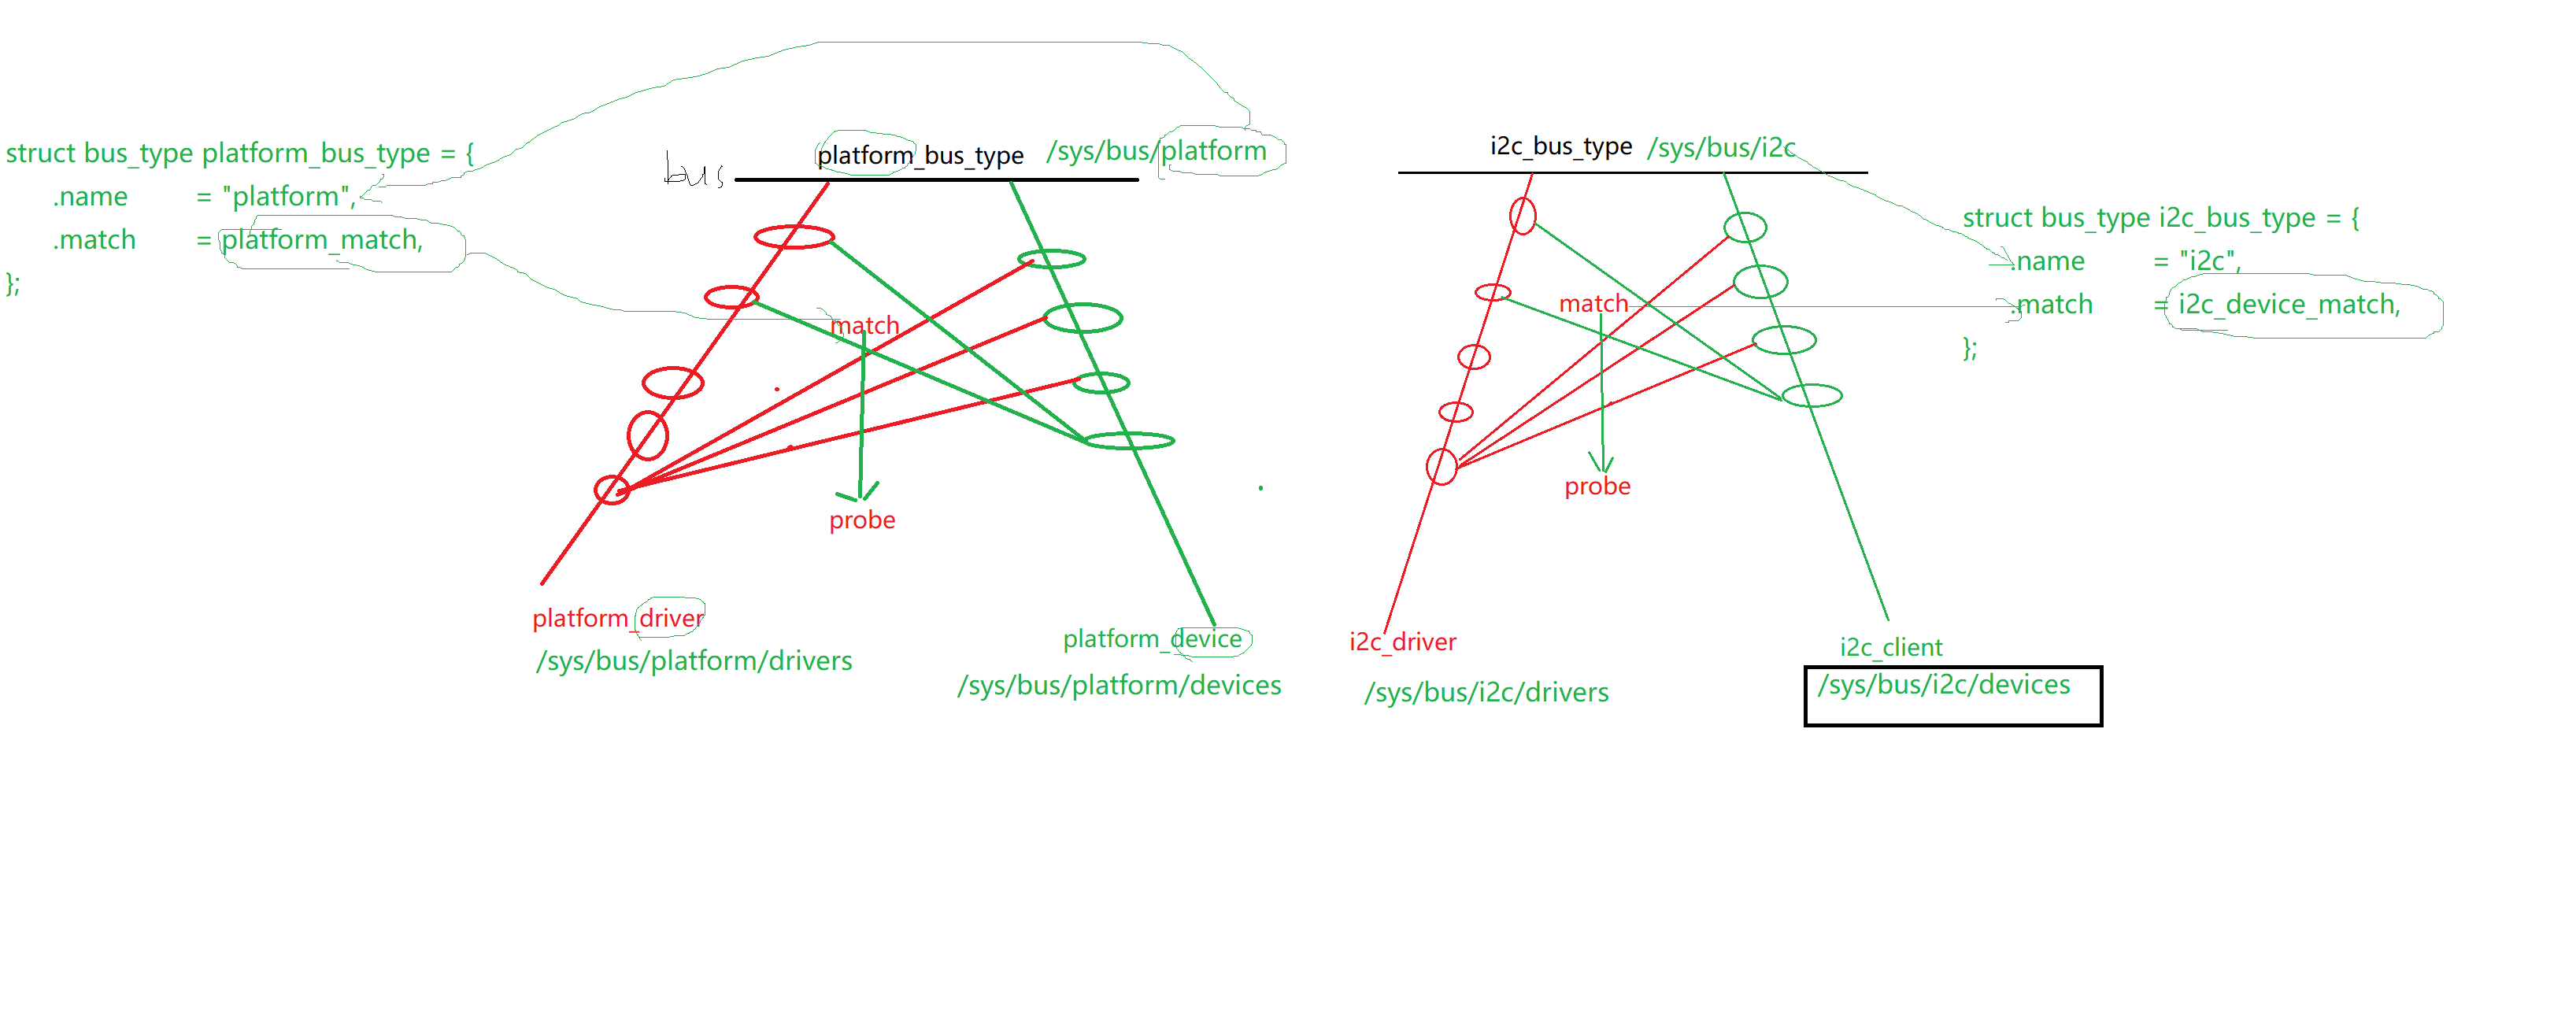 struct bus_type platform_bus_type = {
.name = "platform",
.match = platform_match,
};
bus
platform_bus_type
/sys/bus/platform
match
probe
platform_driver
/sys/bus/platform/drivers
platform_device
/sys/bus/platform/devices
i2c_bus_type
/sys/bus/i2c
match
probe
i2c_driver
/sys/bus/i2c/drivers
i2c_client
/sys/bus/i2c/devices
struct bus_type i2c_bus_type = {
.name = "i2c",
.match = i2c_device_match,
};